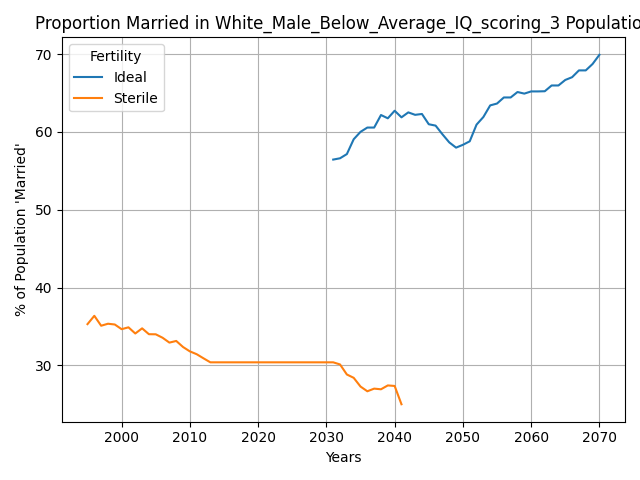 Proportion Married in White_Male_Below_Average_IQ_scoring_3 Populatio
Fertility
Ideal
Sterile
% of Population 'Married'
70
60
50
40
30
2000 2010 2020 2030 2040 2050 2060 2070
Years